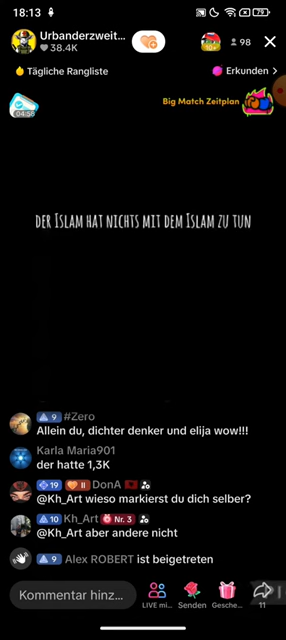 18:13
79
Urbanderzweit...
38.4K
98
Tägliche Rangliste
Erkunden >
04:58
Big Match Zeitplan
der Islam hat nichts mit dem Islam zu tun
9 #Zero
Allein du, dichter denker und elija wow!!!
Karla Maria901
der hatte 1,3K
19 II DonA
@Kh_Art wieso markierst du dich selber?
10 Kh_Art Nr. 3
@Kh_Art aber andere nicht
9 Alex ROBERT ist beigetreten
Kommentar hinz...
LIVE mi...
Senden
Gesche...
11